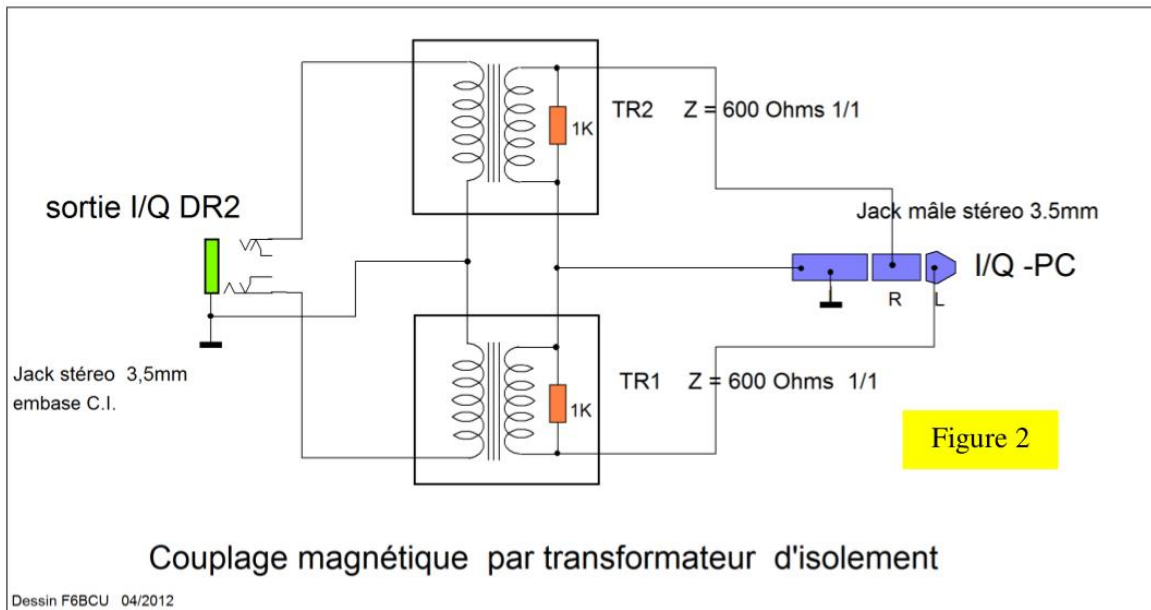 1K
TR2 Z = 600 Ohms 1/1
sortie I/Q DR2
Jack mâle stéreo 3.5mm
I/Q -PC
R
L
Jack stéreo 3,5mm
embase C.I.
TR1 Z = 600 Ohms 1/1
1K
Figure 2
Couplage magnétique par transformateur d'isolement
Dessin F6BCU 04/2012